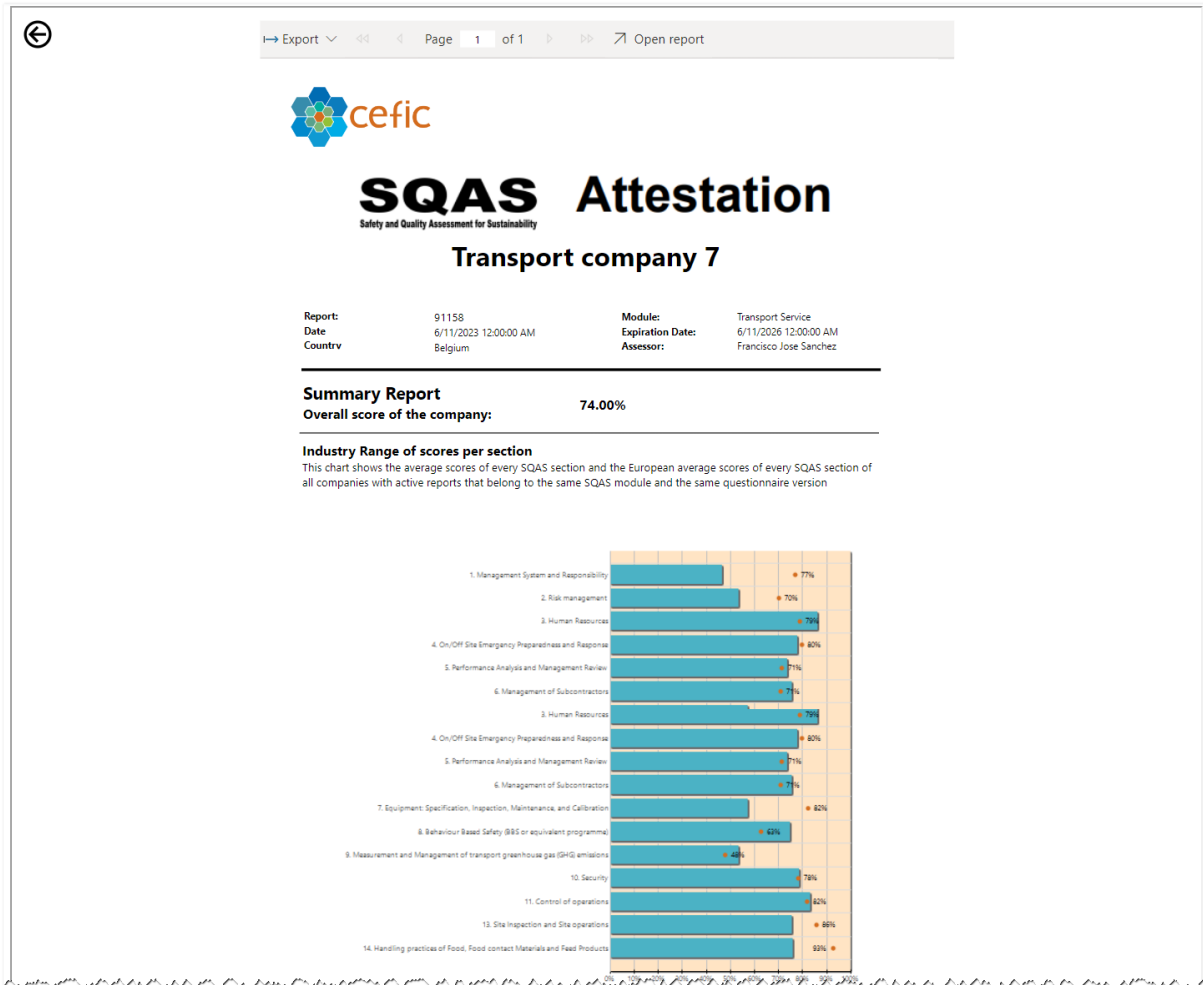 Export
Page 1 of 1
Open report
cefic
SQAS Attestation
Safety and Quality Assessment for Sustainability
Transport company 7
Report: 91158 Module: Transport Service
Date 6/11/2023 12:00:00 AM Expiration Date: 6/11/2026 12:00:00 AM
Country Belgium Assessor: Francisco Jose Sanchez
Summary Report
Overall score of the company: 74.00%
Industry Range of scores per section
This chart shows the average scores of every SQAS section and the European average scores of every SQAS section of
all companies with active reports that belong to the same SQAS module and the same questionnaire version
1. Management System and Responsibility 77%
2. Risk management 70%
3. Human Resources 79%
4. On/Off Site Emergency Preparedness and Response 80%
5. Performance Analysis and Management Review 71%
6. Management of Subcontractors 71%
3. Human Resources 79%
4. On/Off Site Emergency Preparedness and Response 80%
5. Performance Analysis and Management Review 71%
6. Management of Subcontractors 71%
7. Equipment: Specification, Inspection, Maintenance, and Calibration 82%
8. Behaviour Based Safety (BBS or equivalent programme) 63%
9. Measurement and Management of transport greenhouse gas (GHG) emissions 48%
10. Security 78%
11. Control of operations 82%
13. Site Inspection and Site operations 86%
14. Handling practices of Food, Food contact Materials and Feed Products 93%
0% 10% 20% 30% 40% 50% 60% 70% 80% 90% 100%